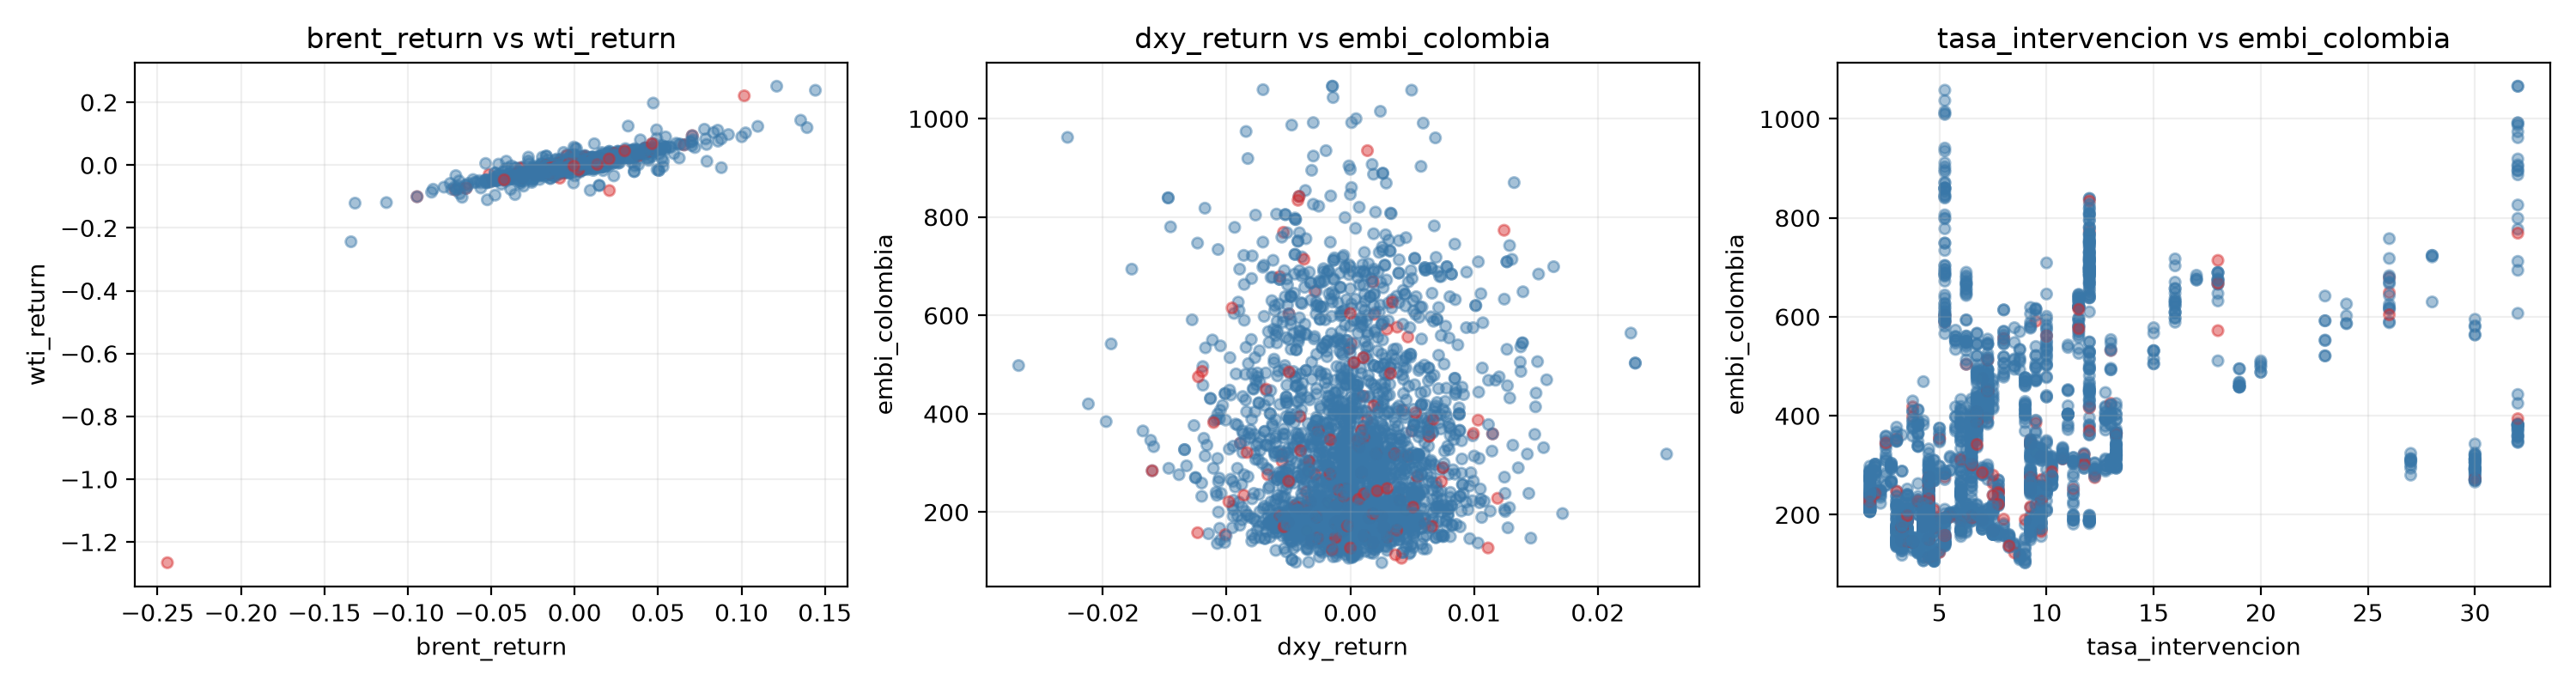 brent_return vs wti_return
wti_return
0.2
0.0
−0.2
−0.4
−0.6
−0.8
−1.0
−1.2
−0.25 −0.20 −0.15 −0.10 −0.05 0.00 0.05 0.10 0.15
brent_return
dxy_return vs embi_colombia
embi_colombia
1000
800
600
400
200
−0.02 −0.01 0.00 0.01 0.02
dxy_return
tasa_intervencion vs embi_colombia
embi_colombia
1000
800
600
400
200
5 10 15 20 25 30
tasa_intervencion